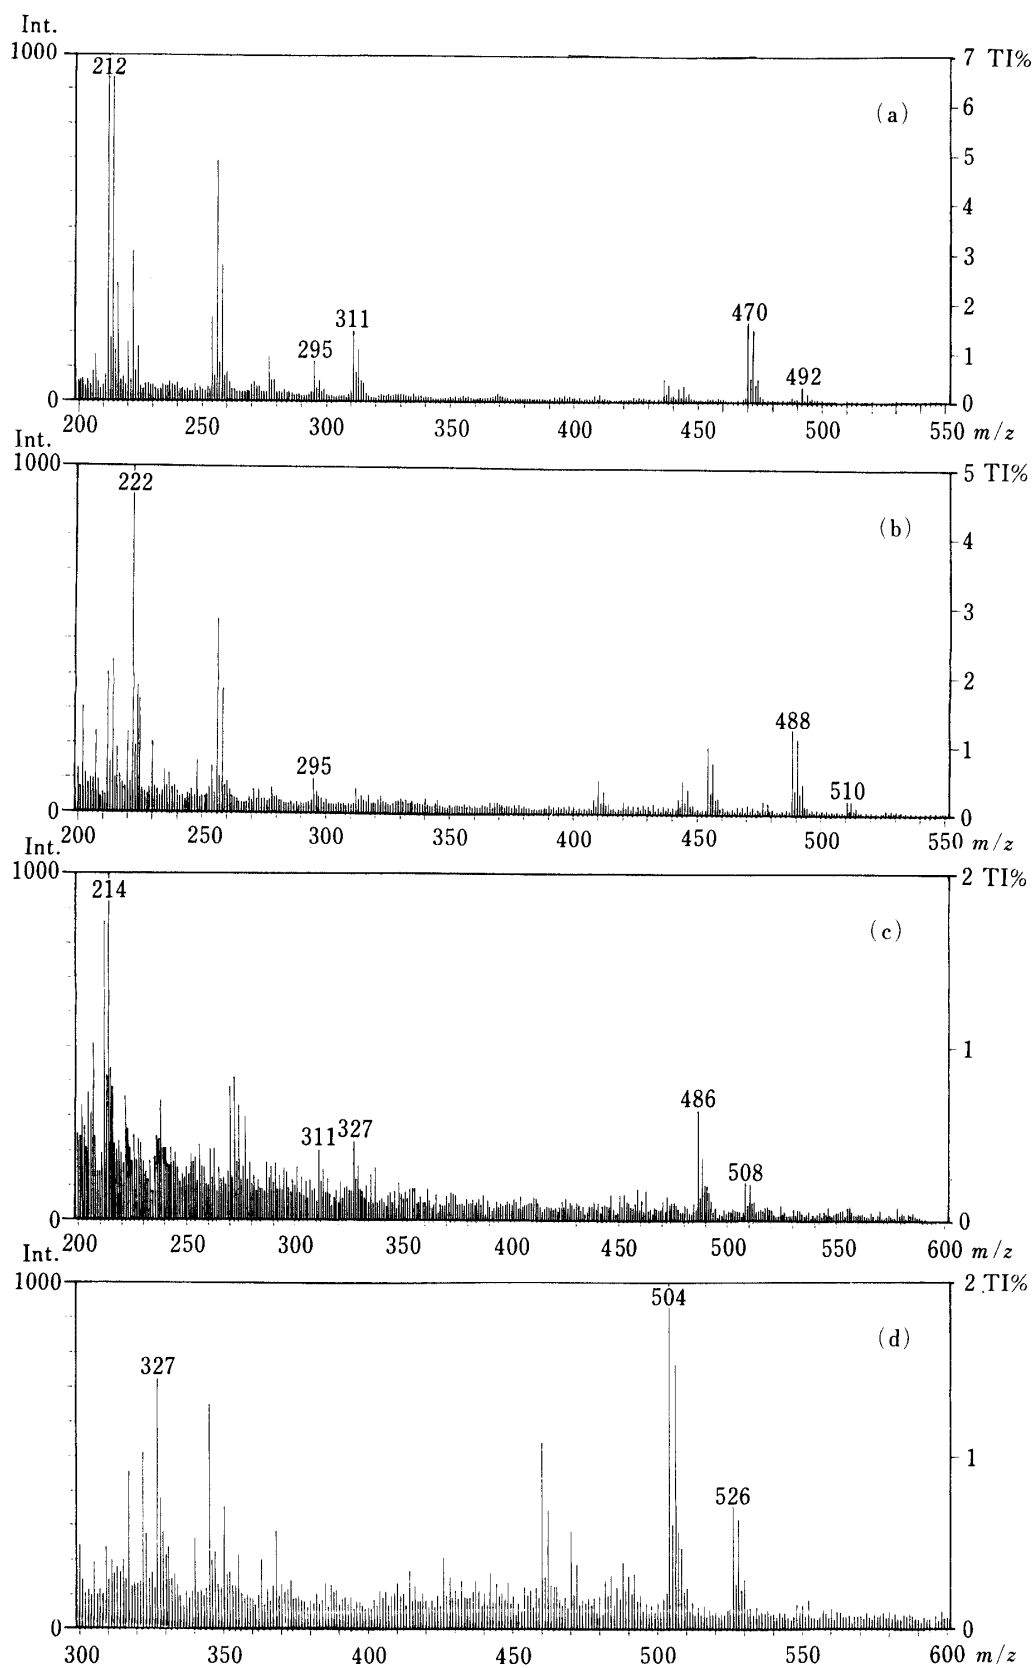 Int.
1000 7 TI%
212
(a)
6
5
4
3
470
2
311
295
1
492
0 0
200 250 300 350 400 450 500 550 m/z
Int.
1000 5 TI%
222
(b)
4
3
2
488
295
1
510
0 0
200 250 300 350 400 450 500 550 m/z
Int.
1000 2 TI%
214
(c)
1
486
311 327
508
0 0
200 250 300 350 400 450 500 550 600 m/z
Int.
1000 2 TI%
504
(d)
327
1
526
0 0
300 350 400 450 500 550 600 m/z